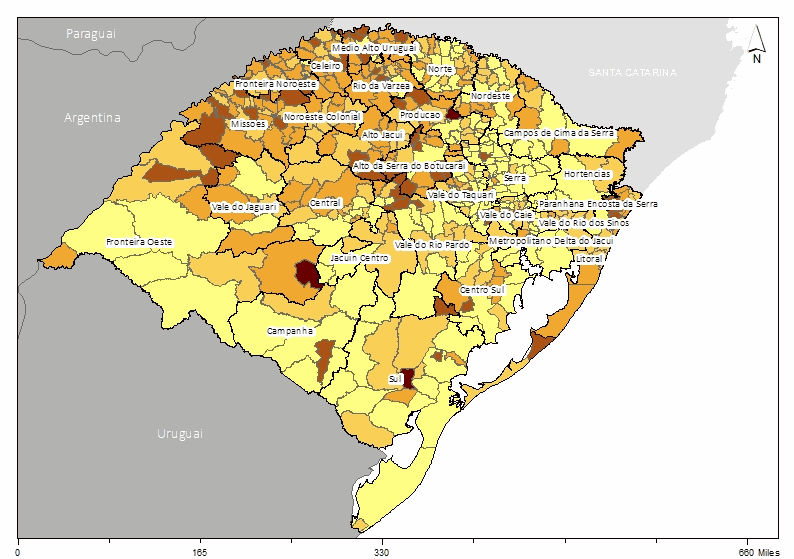 Paraguai
N
Medio Alto Uruguai
Celeiro
Norte
SANTA CATARINA
Fronteira Noroeste
Rio da Varzea
Nordeste
Argentina
Missoes
Noroeste Colonial
Producao
Alto Jacui
Campos de Cima da Serra
Alto da Serra do Botucarai
Serra
Hortencias
Vale do Taquari
Vale do Jaguari
Central
Paranhana Encosta da Serra
Vale do Caie
Vale do Rio dos Sinos
Fronteira Oeste
Vale do Rio Pardo
Metropolitano Delta do Jacui
Jacuin Centro
Litoral
Centro Sul
Campanha
Sul
Uruguai
0 165 330 660 Miles